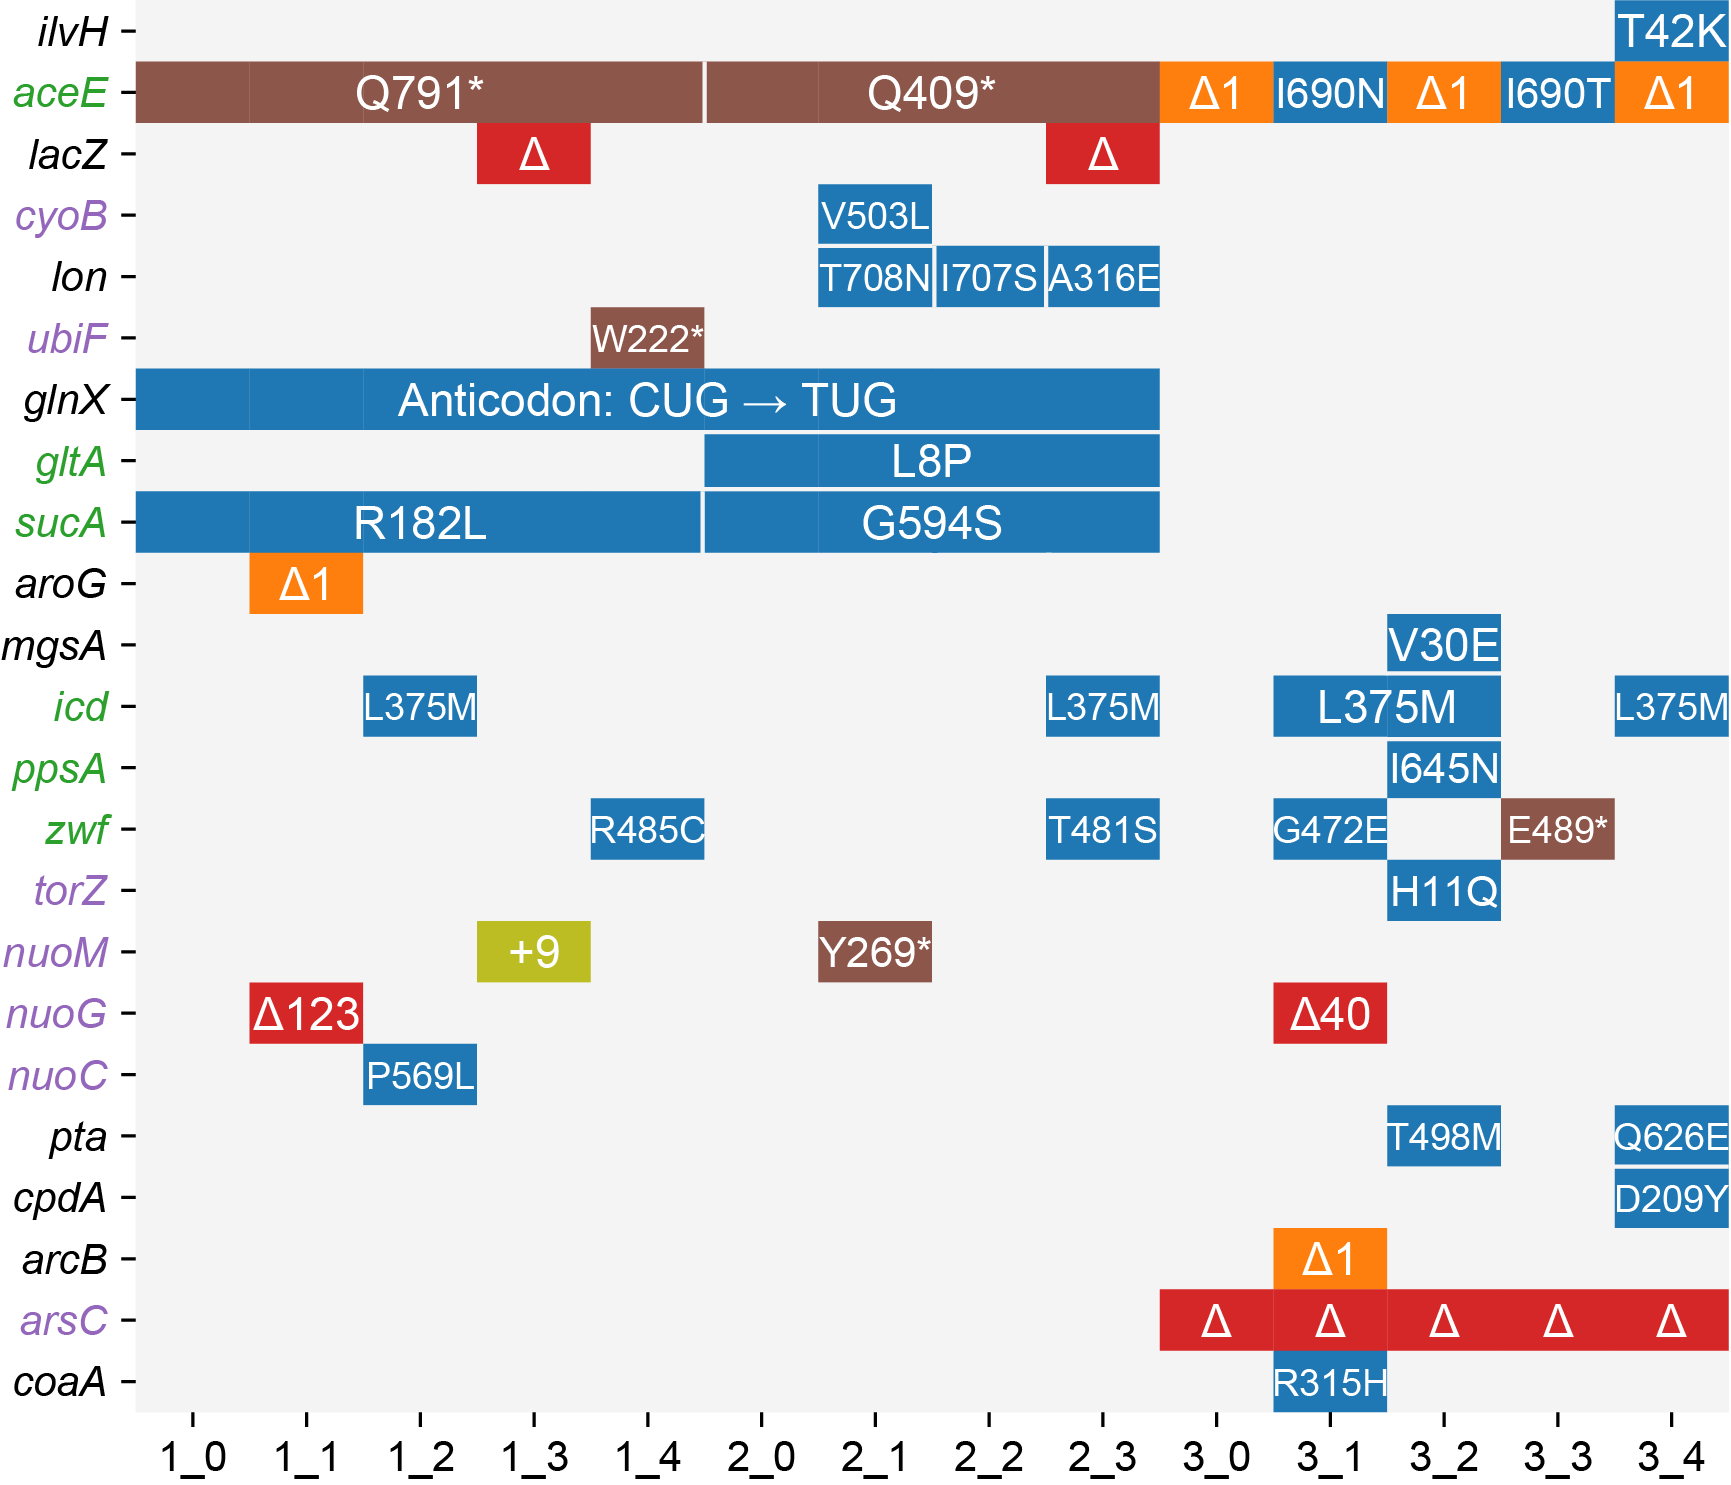 ilvH T42K
aceE Q791* Q409* Δ1 I690N Δ1 I690T Δ1
lacZ Δ Δ
cyoB V503L
lon T708N I707S A316E
ubiF W222*
glnX Anticodon: CUG → TUG
gltA L8P
sucA R182L G594S
aroG Δ1
mgsA V30E
icd L375M L375M L375M L375M
ppsA I645N
zwf R485C T481S G472E E489*
torZ H11Q
nuoM +9 Y269*
nuoG Δ123 Δ40
nuoC P569L
pta T498M Q626E
cpdA D209Y
arcB Δ1
arsC Δ Δ Δ Δ Δ
coaA R315H
1_0 1_1 1_2 1_3 1_4 2_0 2_1 2_2 2_3 3_0 3_1 3_2 3_3 3_4